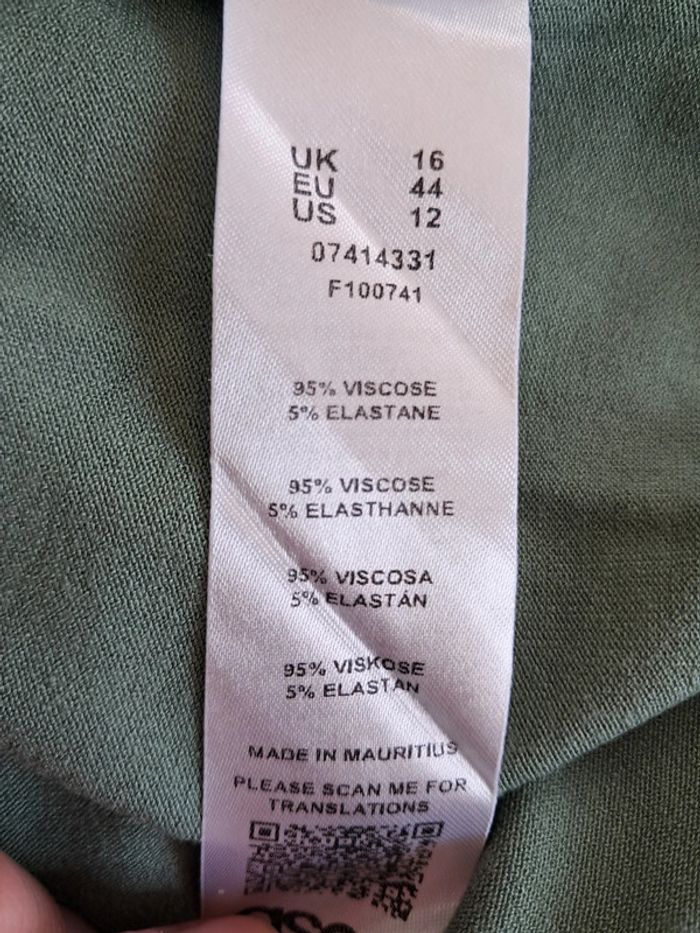 UK 16
EU 44
US 12
07414331
F100741
95% VISCOSE
5% ELASTANE
95% VISCOSE
5% ELASTHANNE
95% VISCOSA
5% ELASTÁN
95% VISKOSE
5% ELASTAN
MADE IN MAURITIUS
PLEASE SCAN ME FOR
TRANSLATIONS